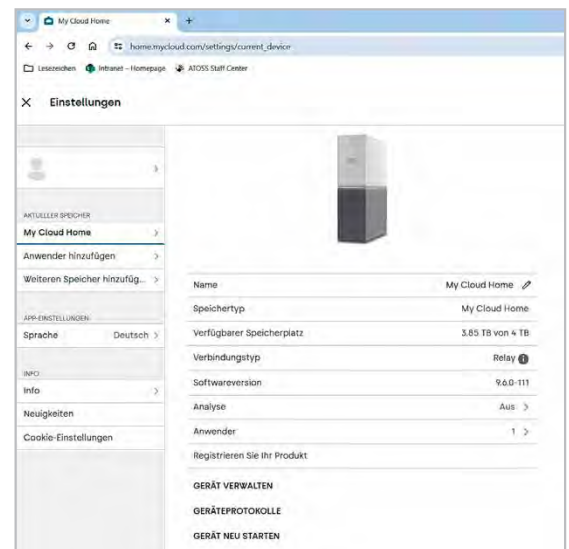 My Cloud Home
home.mycloud.com/settings/current_device
Lesezeichen Intranet – Homepage ATOSS Staff Center
Einstellungen
AKTUELLER SPEICHER
My Cloud Home
Anwender hinzufügen
Weiteren Speicher hinzufüg...
APP-EINSTELLUNGEN
Sprache Deutsch
INFO
Info
Neuigkeiten
Cookie-Einstellungen
Name My Cloud Home
Speichertyp My Cloud Home
Verfügbarer Speicherplatz 3.85 TB von 4 TB
Verbindungstyp Relay
Softwareversion 9.6.0-111
Analyse Aus
Anwender 1
Registrieren Sie Ihr Produkt
GERÄT VERWALTEN
GERÄTEPROTOKOLLE
GERÄT NEU STARTEN